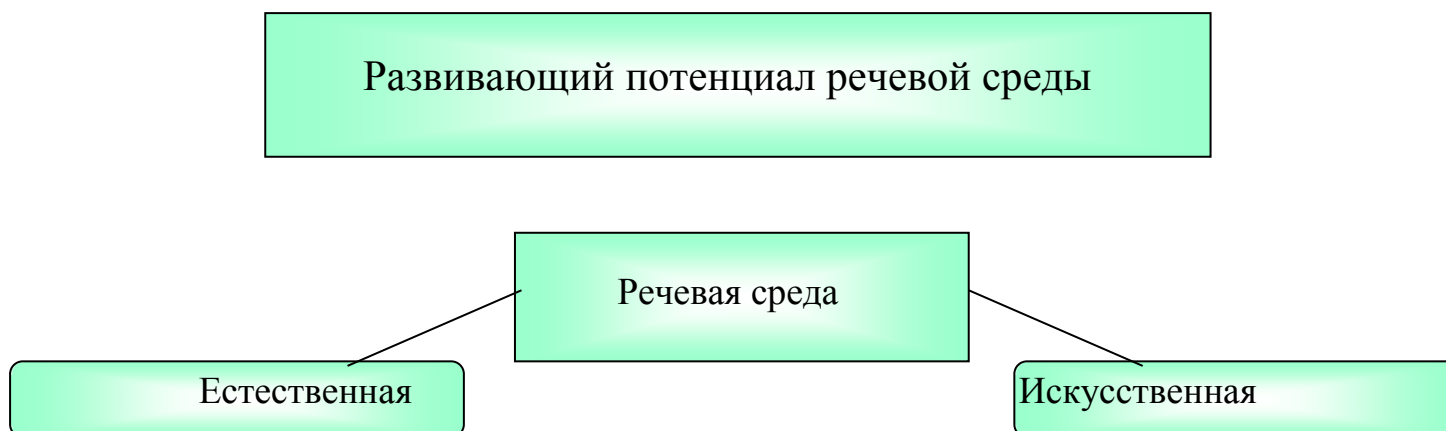 Развивающий потенциал речевой среды
Речевая среда
Естественная
Искусственная